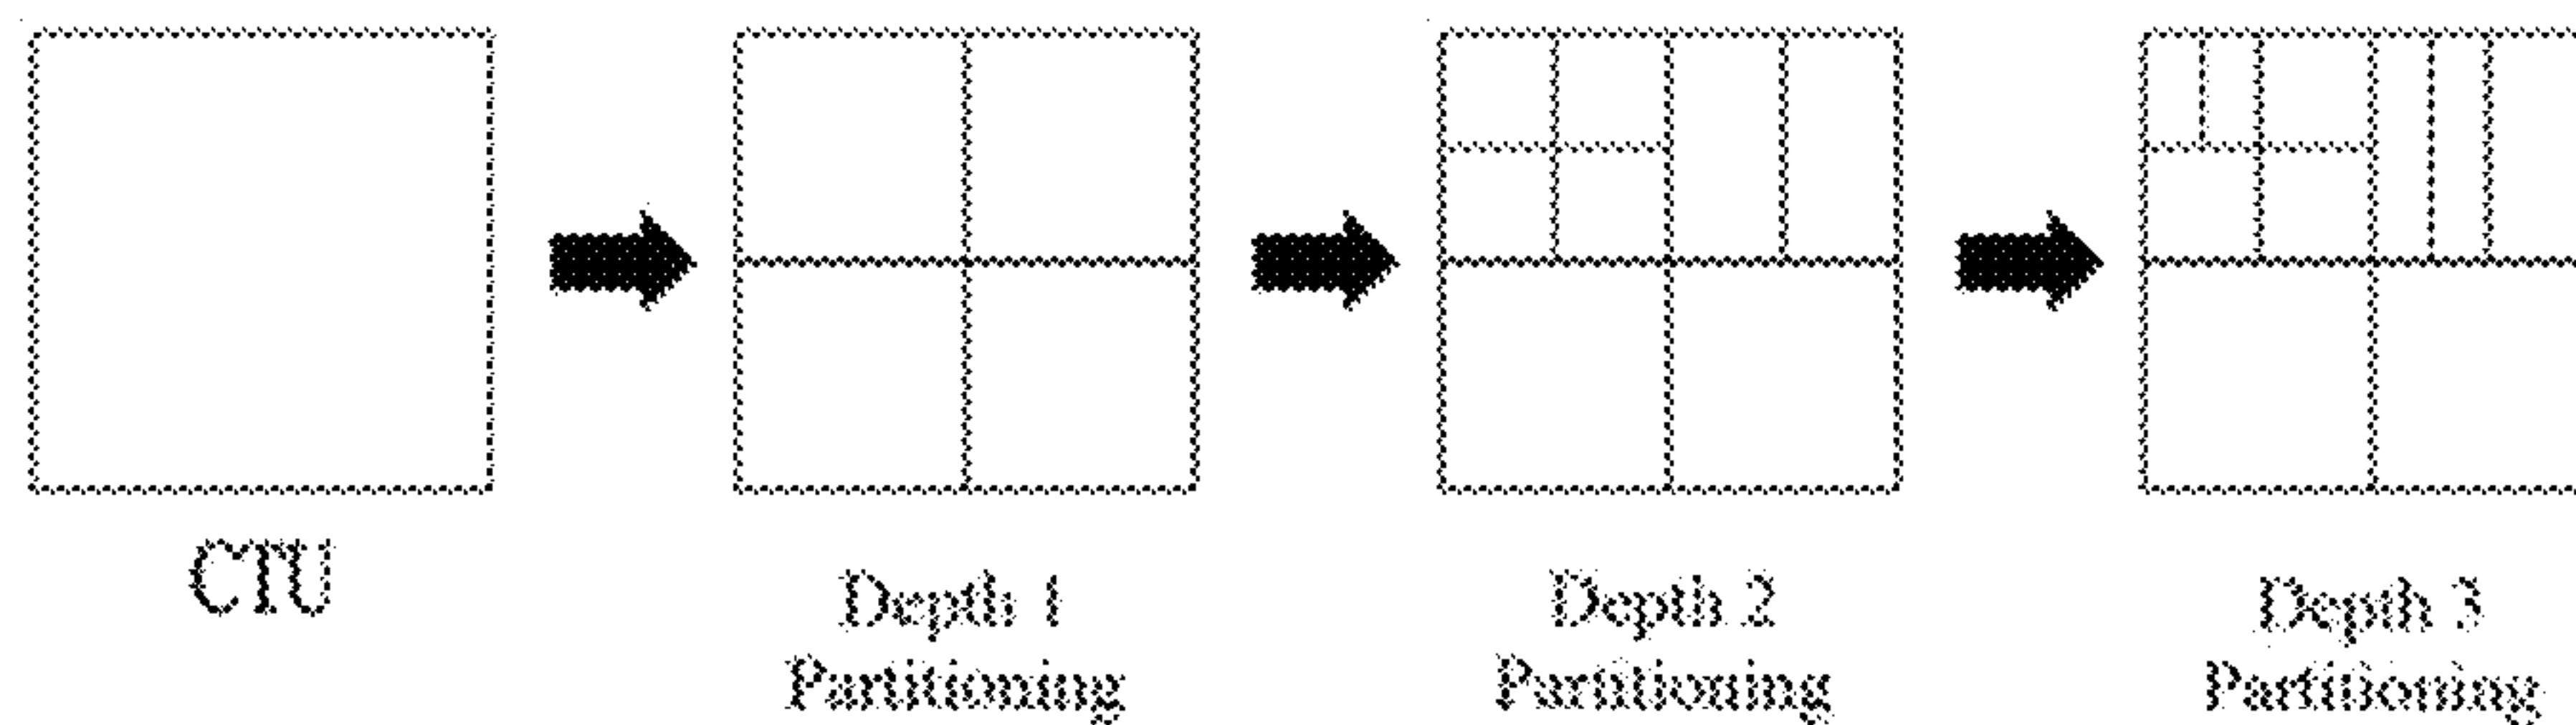 CTU
Depth 1
Partitioning
Depth 2
Partitioning
Depth 3
Partitioning